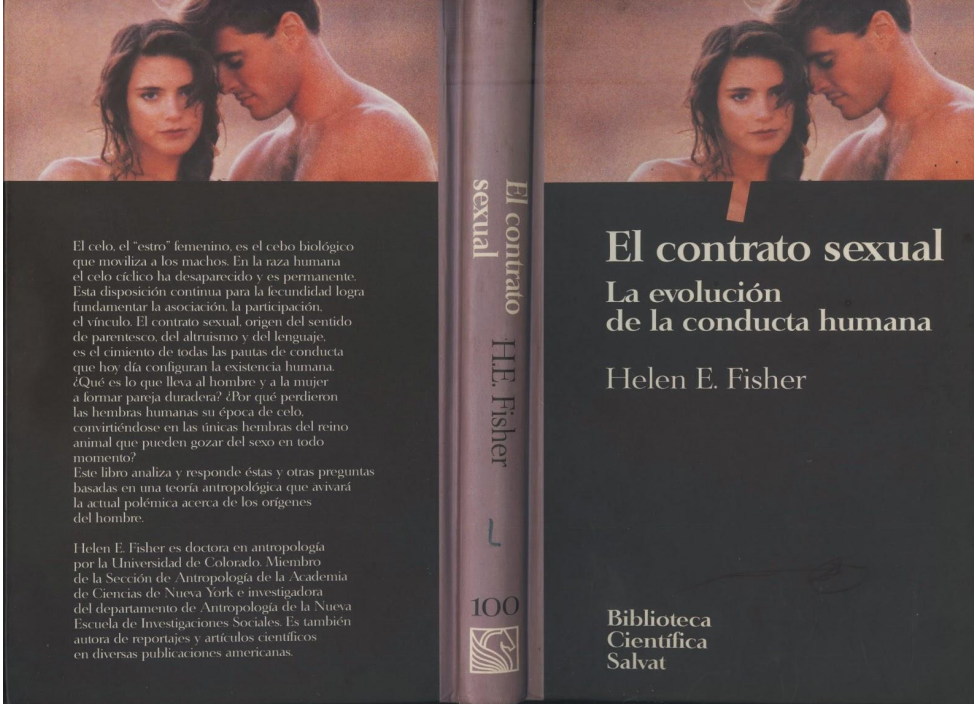 El celo, el “estro” femenino, es el cebo biológico
que moviliza a los machos. En la raza humana
el celo cíclico ha desaparecido y es permanente.
Esta disposición continua para la fecundidad logra
fundamentar la asociación, la participación,
el vínculo. El contrato sexual, origen del sentido
de parentesco, del altruismo y del lenguaje,
es el cimiento de todas las pautas de conducta
que hoy día configuran la existencia humana.
¿Qué es lo que lleva al hombre y a la mujer
a formar pareja duradera? ¿Por qué perdieron
las hembras humanas su época de celo,
convirtiéndose en las únicas hembras del reino
animal que pueden gozar del sexo en todo
momento?
Este libro analiza y responde éstas y otras preguntas
basadas en una teoría antropológica que avivará
la actual polémica acerca de los orígenes
del hombre.
Helen E. Fisher es doctora en antropología
por la Universidad de Colorado. Miembro
de la Sección de Antropología de la Academia
de Ciencias de Nueva York e investigadora
del departamento de Antropología de la Nueva
Escuela de Investigaciones Sociales. Es también
autora de reportajes y artículos científicos
en diversas publicaciones americanas.
El contrato
sexual
H.E. Fisher
L
100
El contrato sexual
La evolución
de la conducta humana
Helen E. Fisher
Biblioteca
Científica
Salvat